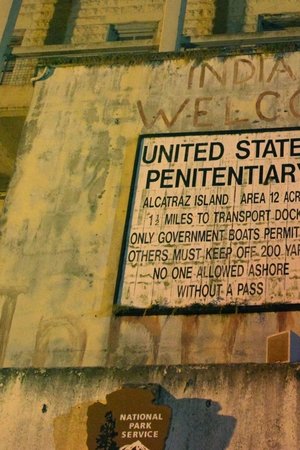 INDIA
WELCO
UNITED STATE
PENITENTIARY
ALCATRAZ ISLAND AREA 12 ACR
1½ MILES TO TRANSPORT DOCK
ONLY GOVERNMENT BOATS PERMIT
OTHERS MUST KEEP OFF 200 YAR
NO ONE ALLOWED ASHORE
WITHOUT A PASS
NATIONAL
PARK
SERVICE